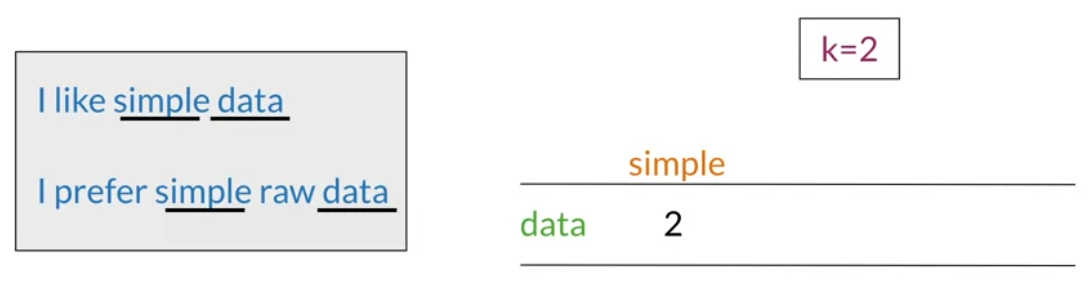 I like simple data
I prefer simple raw data
k=2
simple
data 2